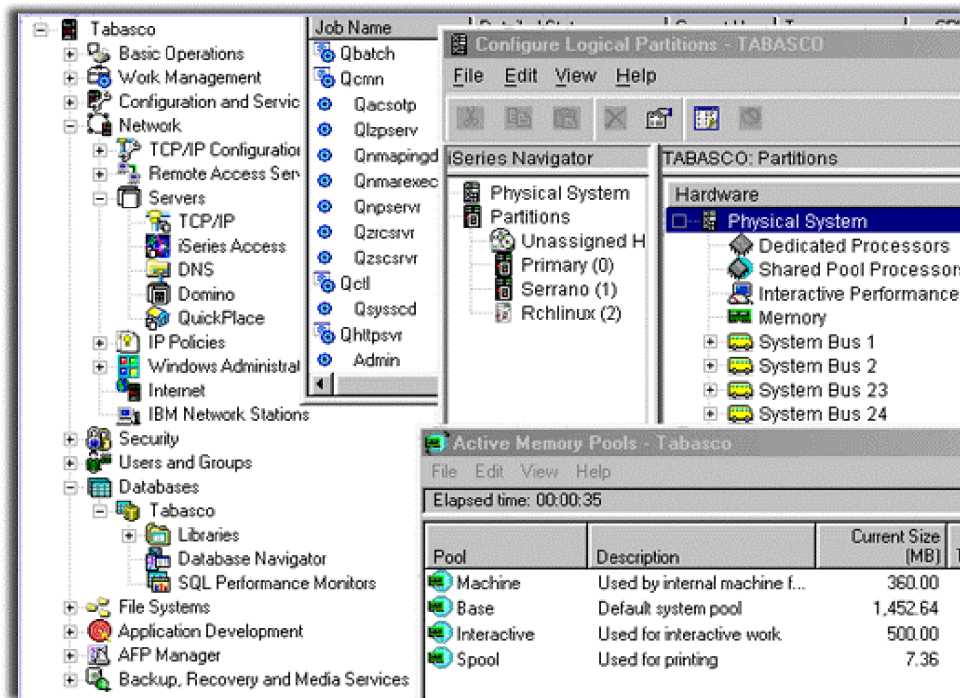 Tabasco
Basic Operations
Work Management
Configuration and Servic
Network
TCP/IP Configuration
Remote Access Ser
Servers
TCP/IP
iSeries Access
DNS
Domino
QuickPlace
IP Policies
Windows Administrat
Internet
IBM Network Stations
Security
Users and Groups
Databases
Tabasco
Libraries
Database Navigator
SQL Performance Monitors
File Systems
Application Development
AFP Manager
Backup, Recovery and Media Services
Job Name
Qbatch
Qcmn
Qacsotp
Qlzpserv
Qnmapingd
Qnmarexec
Qnpservr
Qzrcsrvr
Qzscsrvr
Qctl
Qsysscd
Qhttpsvr
Admin
Configure Logical Partitions - TABASCO
File Edit View Help
iSeries Navigator
Physical System
Partitions
Unassigned H
Primary (0)
Serrano (1)
Rchlinux (2)
TABASCO: Partitions
Hardware
Physical System
Dedicated Processors
Shared Pool Processors
Interactive Performance
Memory
System Bus 1
System Bus 2
System Bus 23
System Bus 24
Active Memory Pools - Tabasco
File Edit View Help
Elapsed time: 00:00:35
Pool Description Current Size (MB)
Machine Used by internal machine f... 360.00
Base Default system pool 1,452.64
Interactive Used for interactive work 500.00
Spool Used for printing 7.36